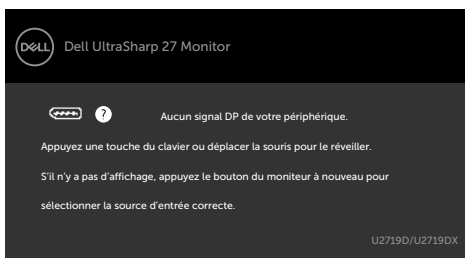 DELL Dell UltraSharp 27 Monitor
? Aucun signal DP de votre périphérique.
Appuyez une touche du clavier ou déplacer la souris pour le réveiller.
S'il n'y a pas d'affichage, appuyez le bouton du moniteur à nouveau pour
sélectionner la source d'entrée correcte.
U2719D/U2719DX